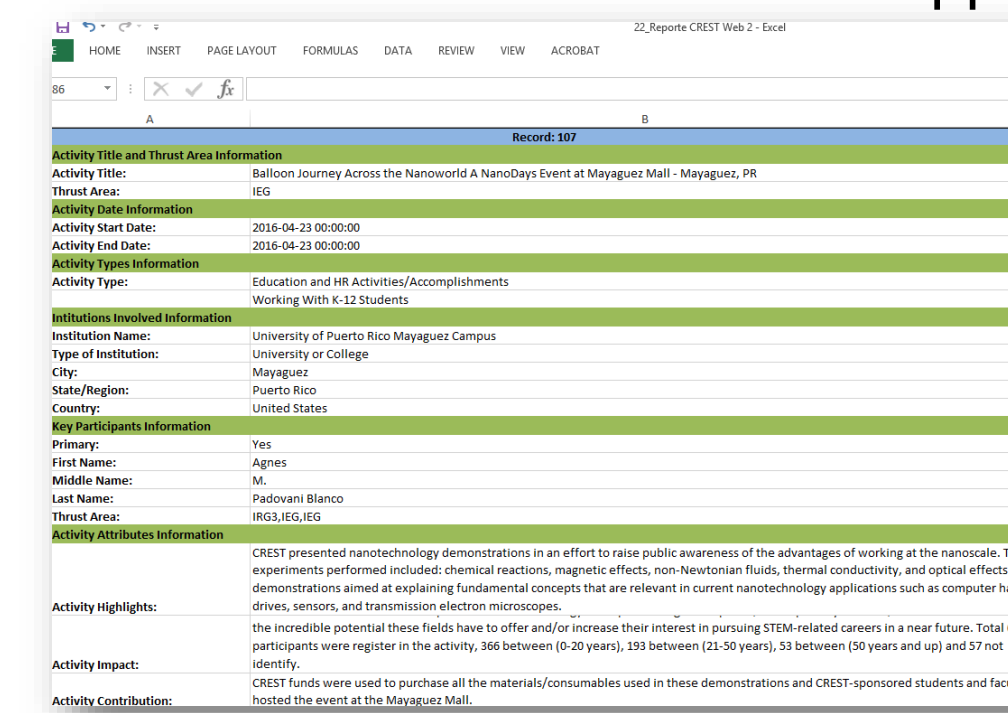 22_Reporte CREST Web 2 - Excel
HOME INSERT PAGE LAYOUT FORMULAS DATA REVIEW VIEW ACROBAT
86 fx
A B
Record: 107
Activity Title and Thrust Area Information
Activity Title: Balloon Journey Across the Nanoworld A NanoDays Event at Mayaguez Mall - Mayaguez, PR
Thrust Area: IEG
Activity Date Information
Activity Start Date: 2016-04-23 00:00:00
Activity End Date: 2016-04-23 00:00:00
Activity Types Information
Activity Type: Education and HR Activities/Accomplishments
Working With K-12 Students
Intitutions Involved Information
Institution Name: University of Puerto Rico Mayaguez Campus
Type of Institution: University or College
City: Mayaguez
State/Region: Puerto Rico
Country: United States
Key Participants Information
Primary: Yes
First Name: Agnes
Middle Name: M.
Last Name: Padovani Blanco
Thrust Area: IRG3,IEG,IEG
Activity Attributes Information
CREST presented nanotechnology demonstrations in an effort to raise public awareness of the advantages of working at the nanoscale.
experiments performed included: chemical reactions, magnetic effects, non-Newtonian fluids, thermal conductivity, and optical effects
demonstrations aimed at explaining fundamental concepts that are relevant in current nanotechnology applications such as computer
Activity Highlights: drives, sensors, and transmission electron microscopes.
the incredible potential these fields have to offer and/or increase their interest in pursuing STEM-related careers in a near future. Total
participants were register in the activity, 366 between (0-20 years), 193 between (21-50 years), 53 between (50 years and up) and 57 not
Activity Impact: identify.
CREST funds were used to purchase all the materials/consumables used in these demonstrations and CREST-sponsored students and
Activity Contribution: hosted the event at the Mayaguez Mall.